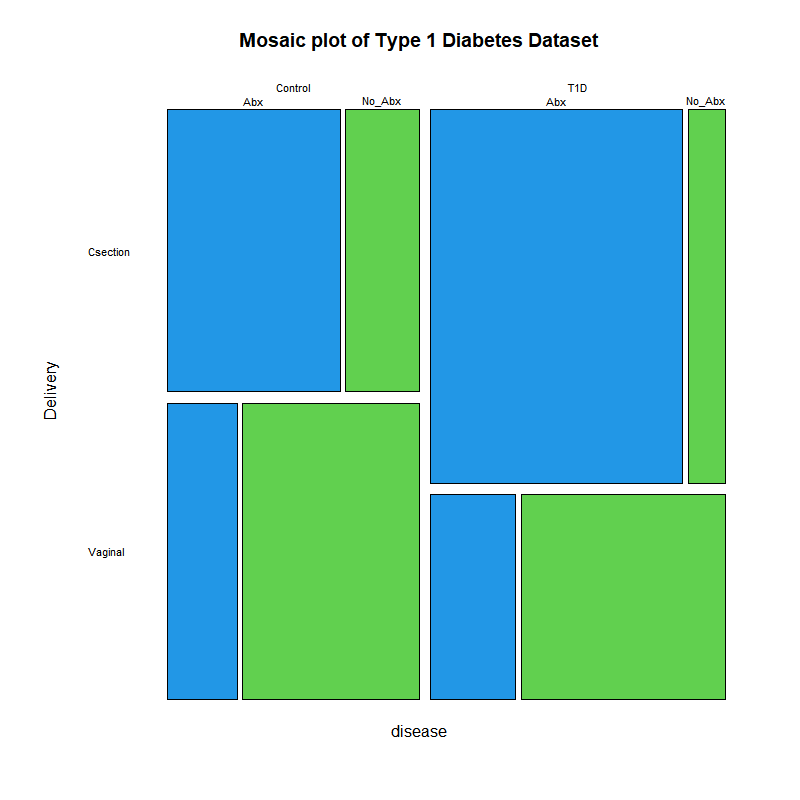 Mosaic plot of Type 1 Diabetes Dataset
Control T1D
Abx No_Abx Abx No_Abx
Csection
Delivery
Vaginal
disease